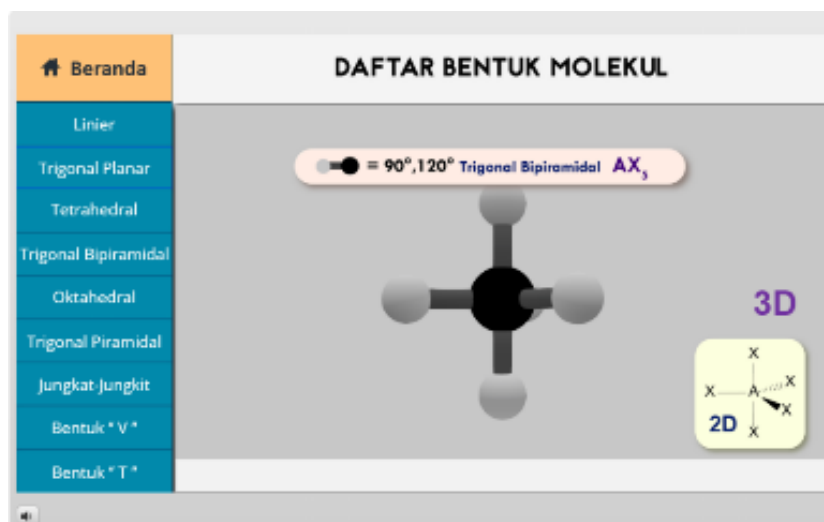 Beranda
DAFTAR BENTUK MOLEKUL
Linier
Trigonal Planar
Tetrahedral
Trigonal Bipiramidal
Oktahedral
Trigonal Piramidal
Jungkat-Jungkit
Bentuk " V "
Bentuk " T "
= 90°,120° Trigonal Bipiramidal AX₅
3D
X
X A X
X
2D X